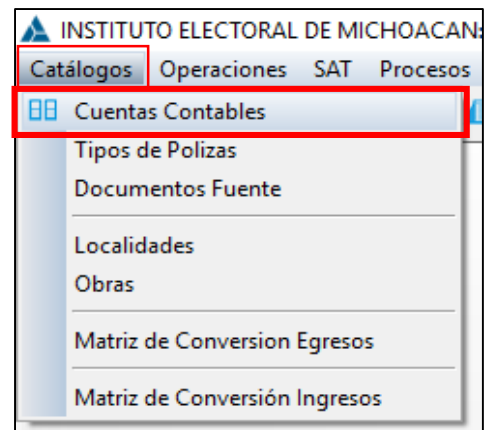 INSTITUTO ELECTORAL DE MICHOACAN:
Catálogos Operaciones SAT Procesos
Cuentas Contables
Tipos de Polizas
Documentos Fuente
Localidades
Obras
Matriz de Conversion Egresos
Matriz de Conversión Ingresos